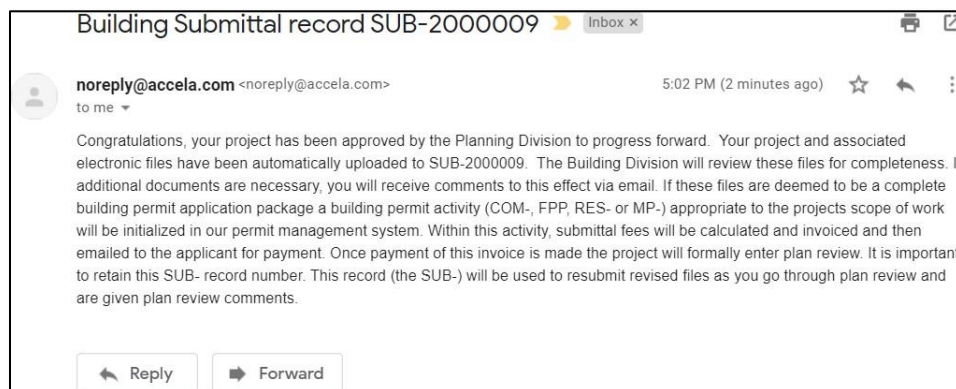 Building Submittal record SUB-2000009 Inbox ×
noreply@accela.com <noreply@accela.com> 5:02 PM (2 minutes ago)
to me
Congratulations, your project has been approved by the Planning Division to progress forward.  Your project and associated
electronic files have been automatically uploaded to SUB-2000009.  The Building Division will review these files for completeness. I
additional documents are necessary, you will receive comments to this effect via email. If these files are deemed to be a complete
building permit application package a building permit activity (COM-, FPP, RES- or MP-) appropriate to the projects scope of work
will be initialized in our permit management system. Within this activity, submittal fees will be calculated and invoiced and then
emailed to the applicant for payment. Once payment of this invoice is made the project will formally enter plan review. It is important
to retain this SUB- record number. This record (the SUB-) will be used to resubmit revised files as you go through plan review and
are given plan review comments.
Reply Forward